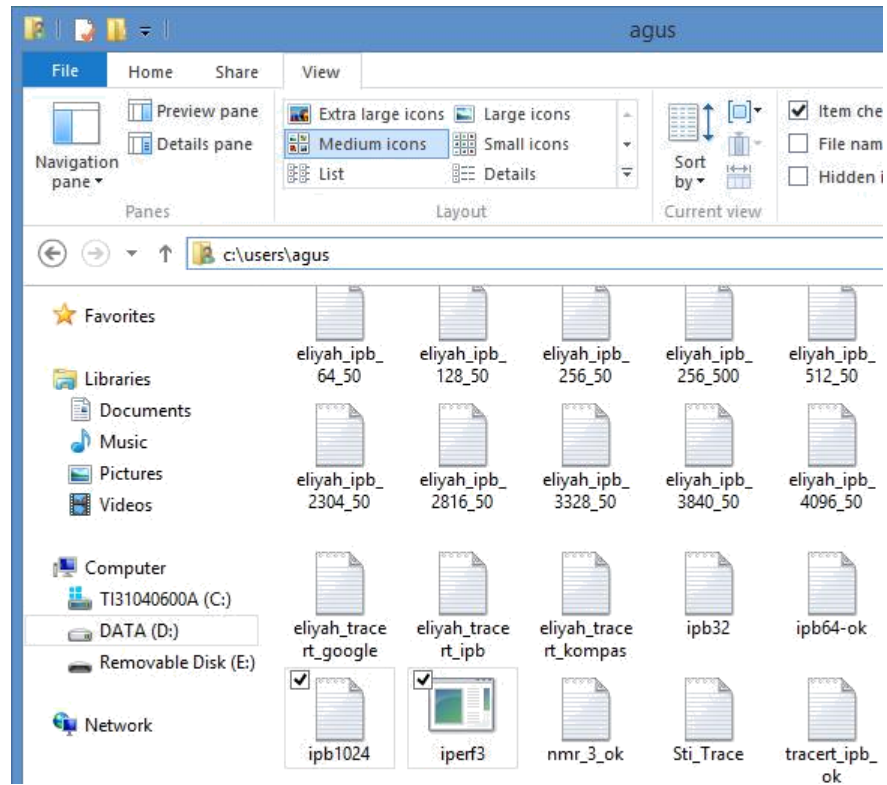 agus
File Home Share View
Preview pane
Details pane
Navigation
pane
Panes
Extra large icons Large icons
Medium icons Small icons
List Details
Layout
Sort
by
Current view
Item che
File nam
Hidden i
c:\users\agus
Favorites
Libraries
Documents
Music
Pictures
Videos
Computer
TI31040600A (C:)
DATA (D:)
Removable Disk (E:)
Network
eliyah_ipb_
64_50
eliyah_ipb_
128_50
eliyah_ipb_
256_50
eliyah_ipb_
256_500
eliyah_ipb_
512_50
eliyah_ipb_
2304_50
eliyah_ipb_
2816_50
eliyah_ipb_
3328_50
eliyah_ipb_
3840_50
eliyah_ipb_
4096_50
eliyah_trace
rt_google
eliyah_trace
rt_ipb
eliyah_trace
rt_kompas
ipb32
ipb64-ok
ipb1024
iperf3
nmr_3_ok
Sti_Trace
tracert_ipb_
ok